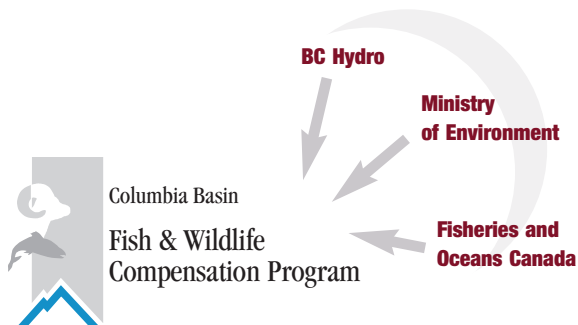 BC Hydro
Ministry
of Environment
Columbia Basin
Fish & Wildlife
Compensation Program
Fisheries and
Oceans Canada